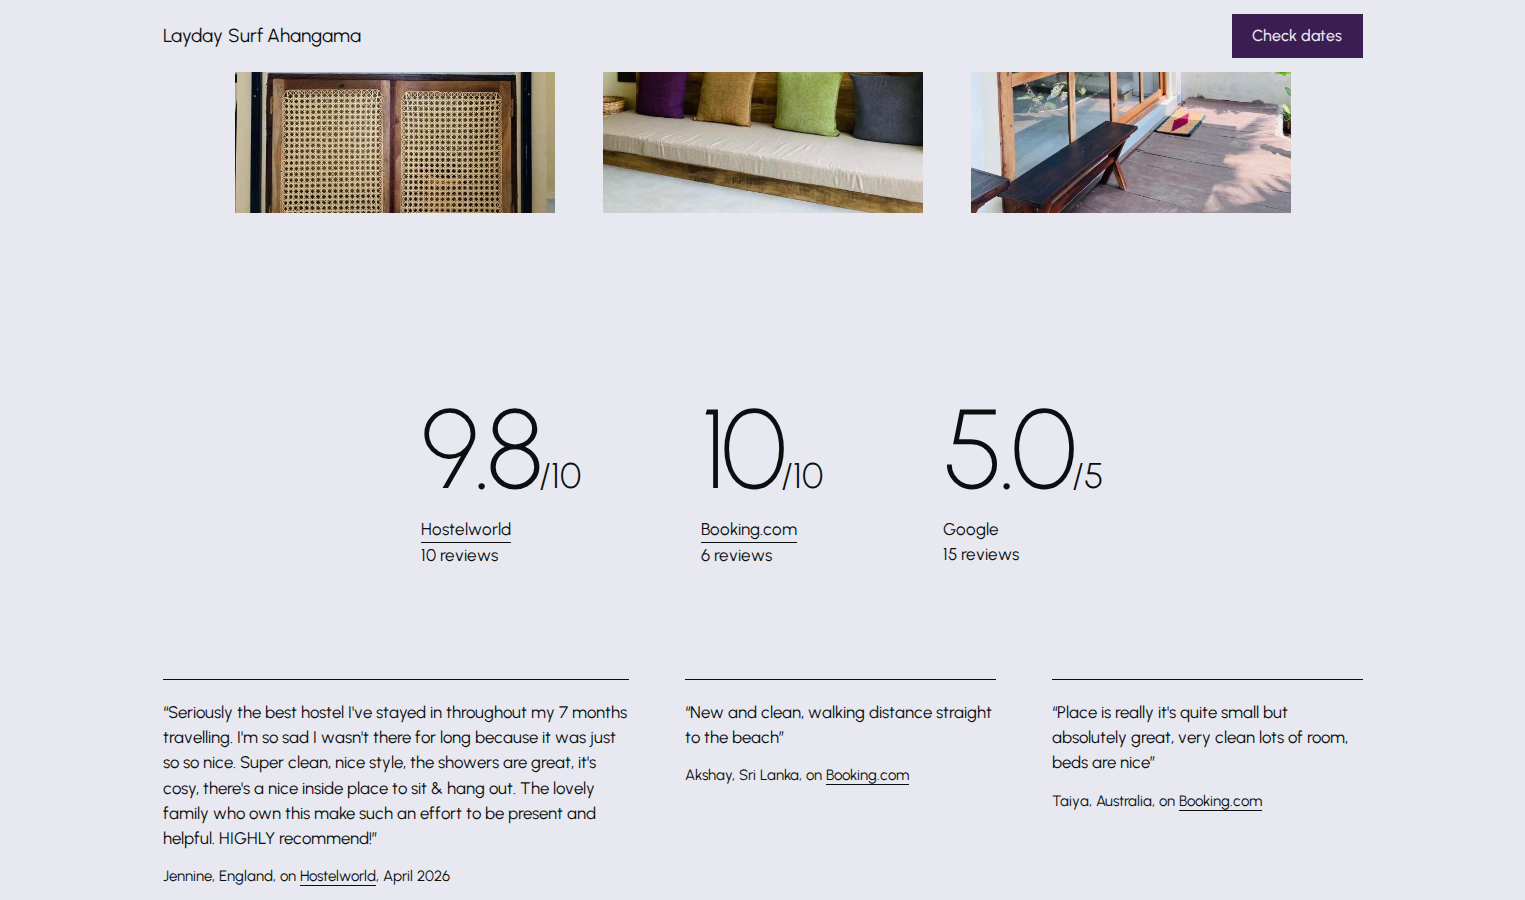 Layday Surf Ahangama
Check dates
9.8/10
Hostelworld
10 reviews
10/10
Booking.com
6 reviews
5.0/5
Google
15 reviews
“Seriously the best hostel I've stayed in throughout my 7 months
travelling. I'm so sad I wasn't there for long because it was just
so so nice. Super clean, nice style, the showers are great, it's
cosy, there's a nice inside place to sit & hang out. The lovely
family who own this make such an effort to be present and
helpful. HIGHLY recommend!”
Jennine, England, on Hostelworld, April 2026
“New and clean, walking distance straight
to the beach”
Akshay, Sri Lanka, on Booking.com
“Place is really it's quite small but
absolutely great, very clean lots of room,
beds are nice”
Taiya, Australia, on Booking.com